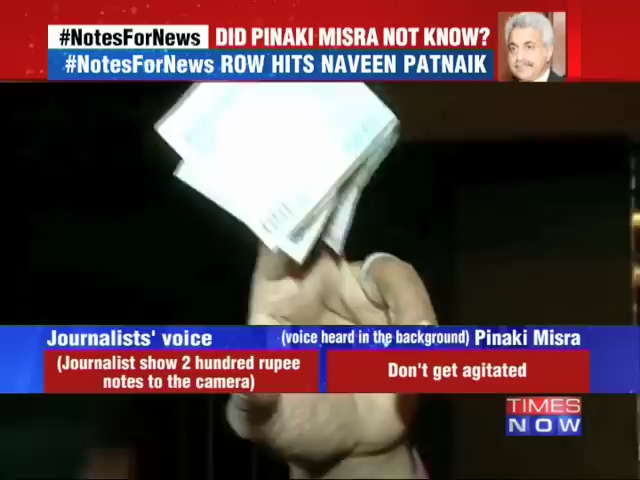 #NotesForNews DID PINAKI MISRA NOT KNOW?
#NotesForNews ROW HITS NAVEEN PATNAIK
Journalists' voice
(voice heard in the background) Pinaki Misra
(Journalist show 2 hundred rupee
notes to the camera)
Don't get agitated
TIMES
NOW